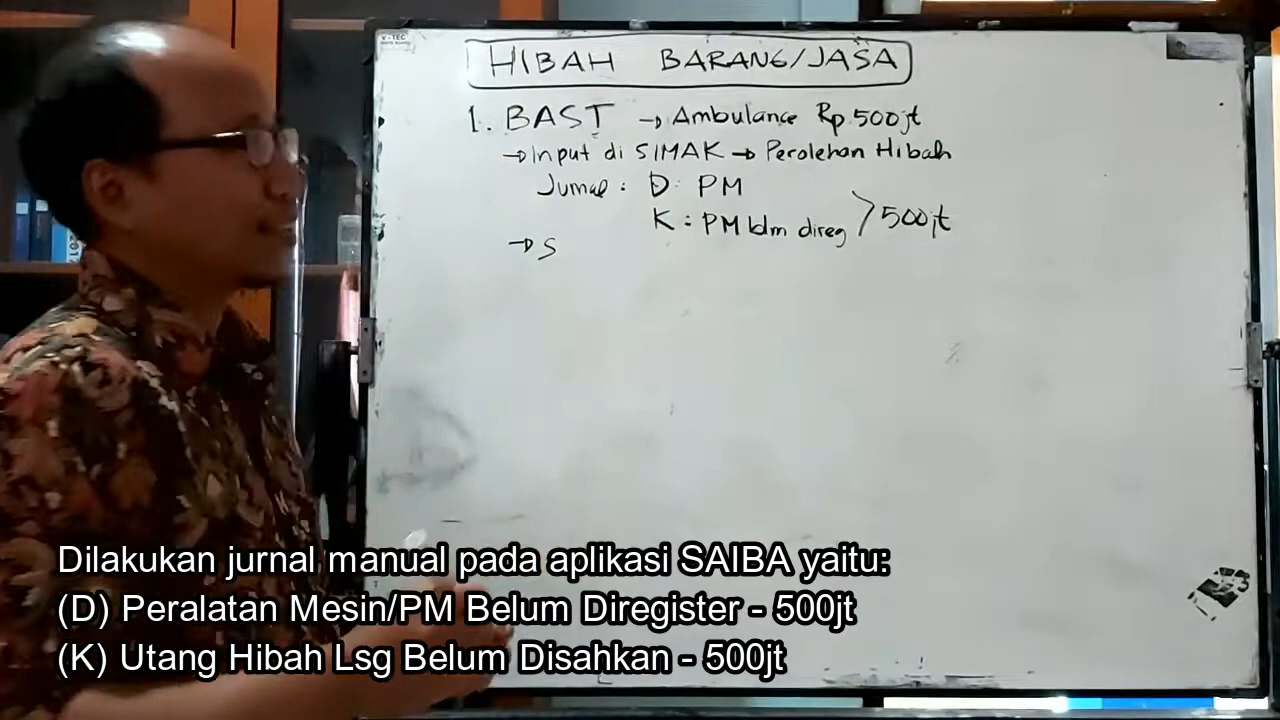 V-TEC
HIBAH BARANG/JASA
1. BAST → Ambulance Rp 500jt
→ Input di SIMAK → Perolehan Hibah
Jurnal : D : PM
K : PM blm direg > 500jt
→ S
Dilakukan jurnal manual pada aplikasi SAIBA yaitu:
(D) Peralatan Mesin/PM Belum Diregister - 500jt
(K) Utang Hibah Lsg Belum Disahkan - 500jt